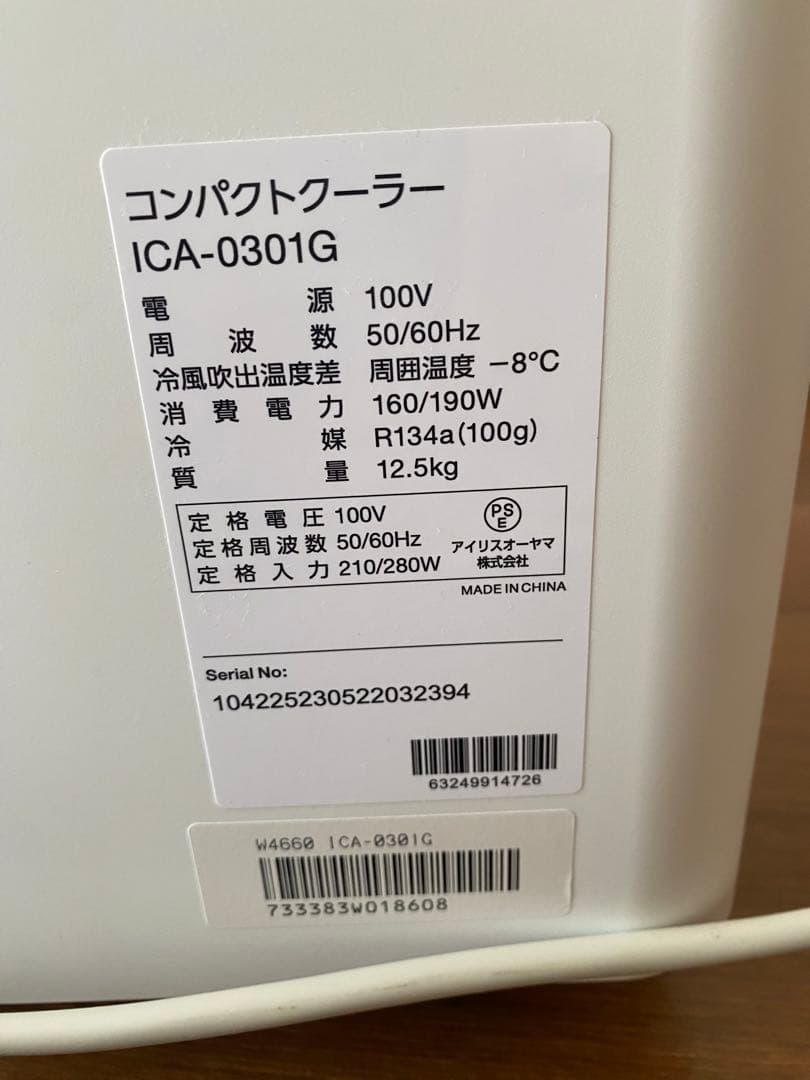 コンパクトクーラー
ICA-0301G
電源 100V
周波数 50/60Hz
冷風吹出温度差 周囲温度 −8℃
消費電力 160/190W
冷媒 R134a(100g)
質量 12.5kg
定格電圧 100V
定格周波数 50/60Hz
定格入力 210/280W
PS
E
アイリスオーヤマ
株式会社
MADE IN CHINA
Serial No:
104225230522032394
63249914726
W4660 ICA-0301G
733383W018608